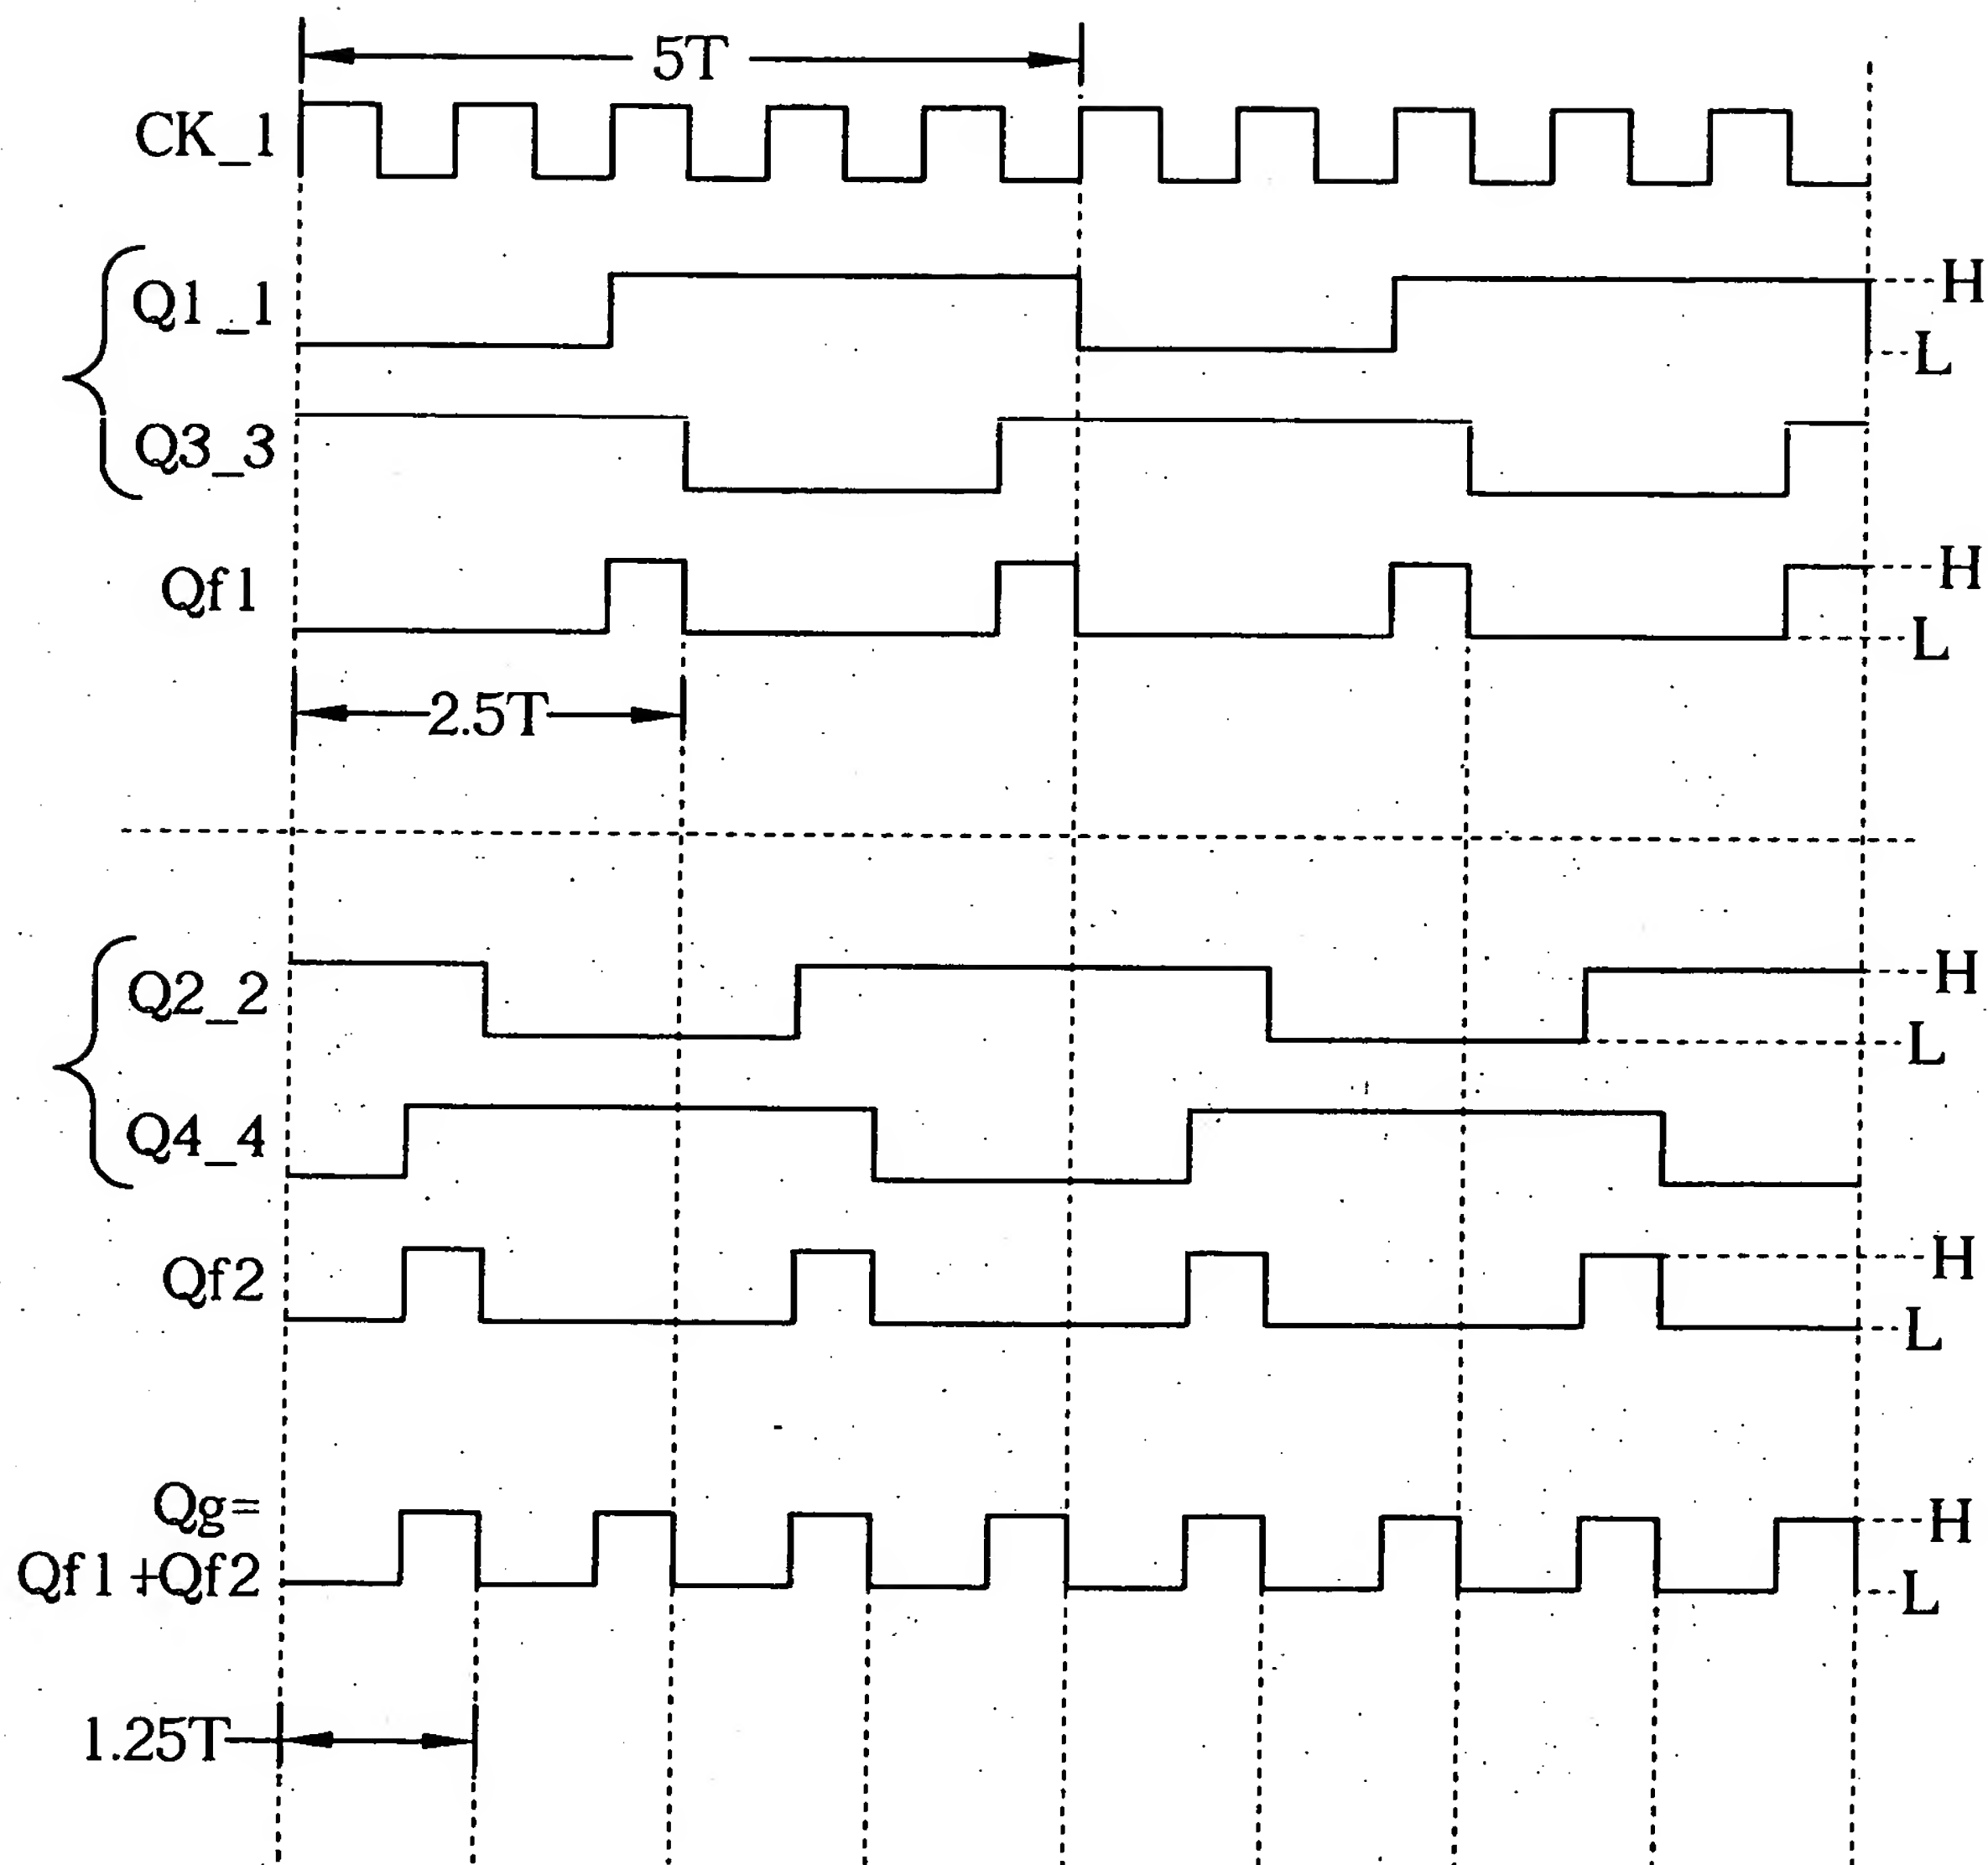 5T
CK_1
Q1_1
H
L
Q3_3
Qf1
H
L
2.5T
Q2_2
H
L
Q4_4
Qf2
H
L
Qg=
Qf1+Qf2
H
L
1.25T